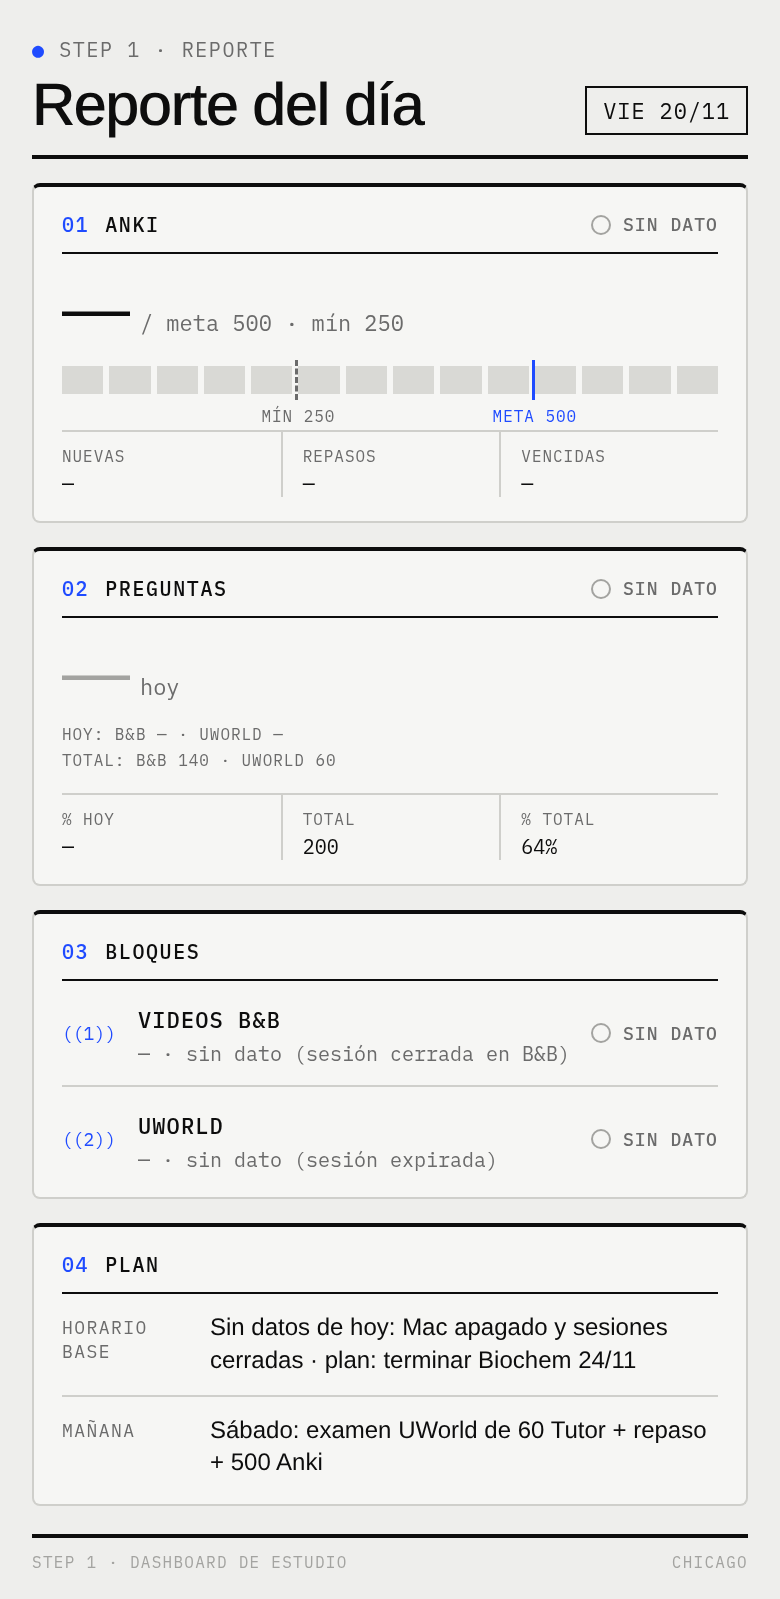 STEP 1 · REPORTE
Reporte del día
VIE 20/11
01 ANKI
SIN DATO
— / meta 500 · mín 250
MÍN 250
META 500
NUEVAS
—
REPASOS
—
VENCIDAS
—
02 PREGUNTAS
SIN DATO
— hoy
HOY: B&B — · UWORLD —
TOTAL: B&B 140 · UWORLD 60
% HOY
—
TOTAL
200
% TOTAL
64%
03 BLOQUES
((1))
VIDEOS B&B
— · sin dato (sesión cerrada en B&B)
SIN DATO
((2))
UWORLD
— · sin dato (sesión expirada)
SIN DATO
04 PLAN
HORARIO
BASE
Sin datos de hoy: Mac apagado y sesiones
cerradas · plan: terminar Biochem 24/11
MAÑANA
Sábado: examen UWorld de 60 Tutor + repaso
+ 500 Anki
STEP 1 · DASHBOARD DE ESTUDIO
CHICAGO